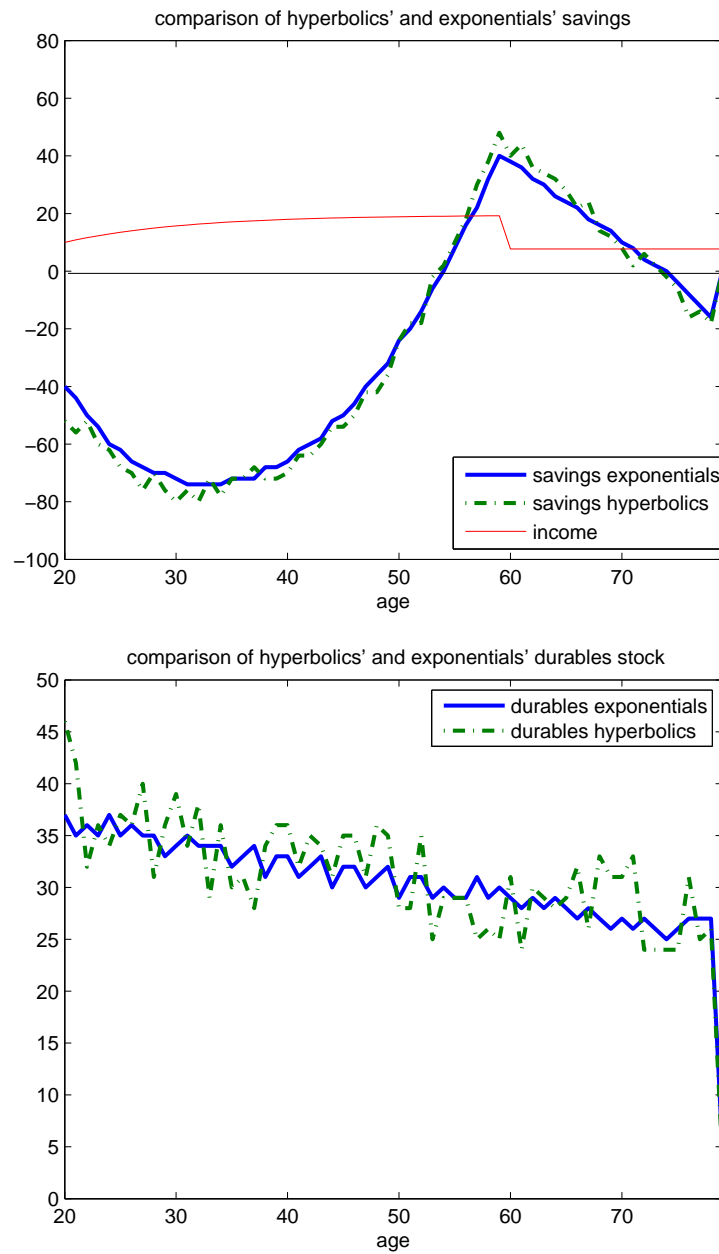 comparison of hyperbolics’ and exponentials’ savings
80
60
40
20
0
−20
−40
−60
−80
−100
20 30 40 50 60 70
age
savings exponentials
savings hyperbolics
income
comparison of hyperbolics’ and exponentials’ durables stock
50
45
40
35
30
25
20
15
10
5
0
20 30 40 50 60 70
age
durables exponentials
durables hyperbolics